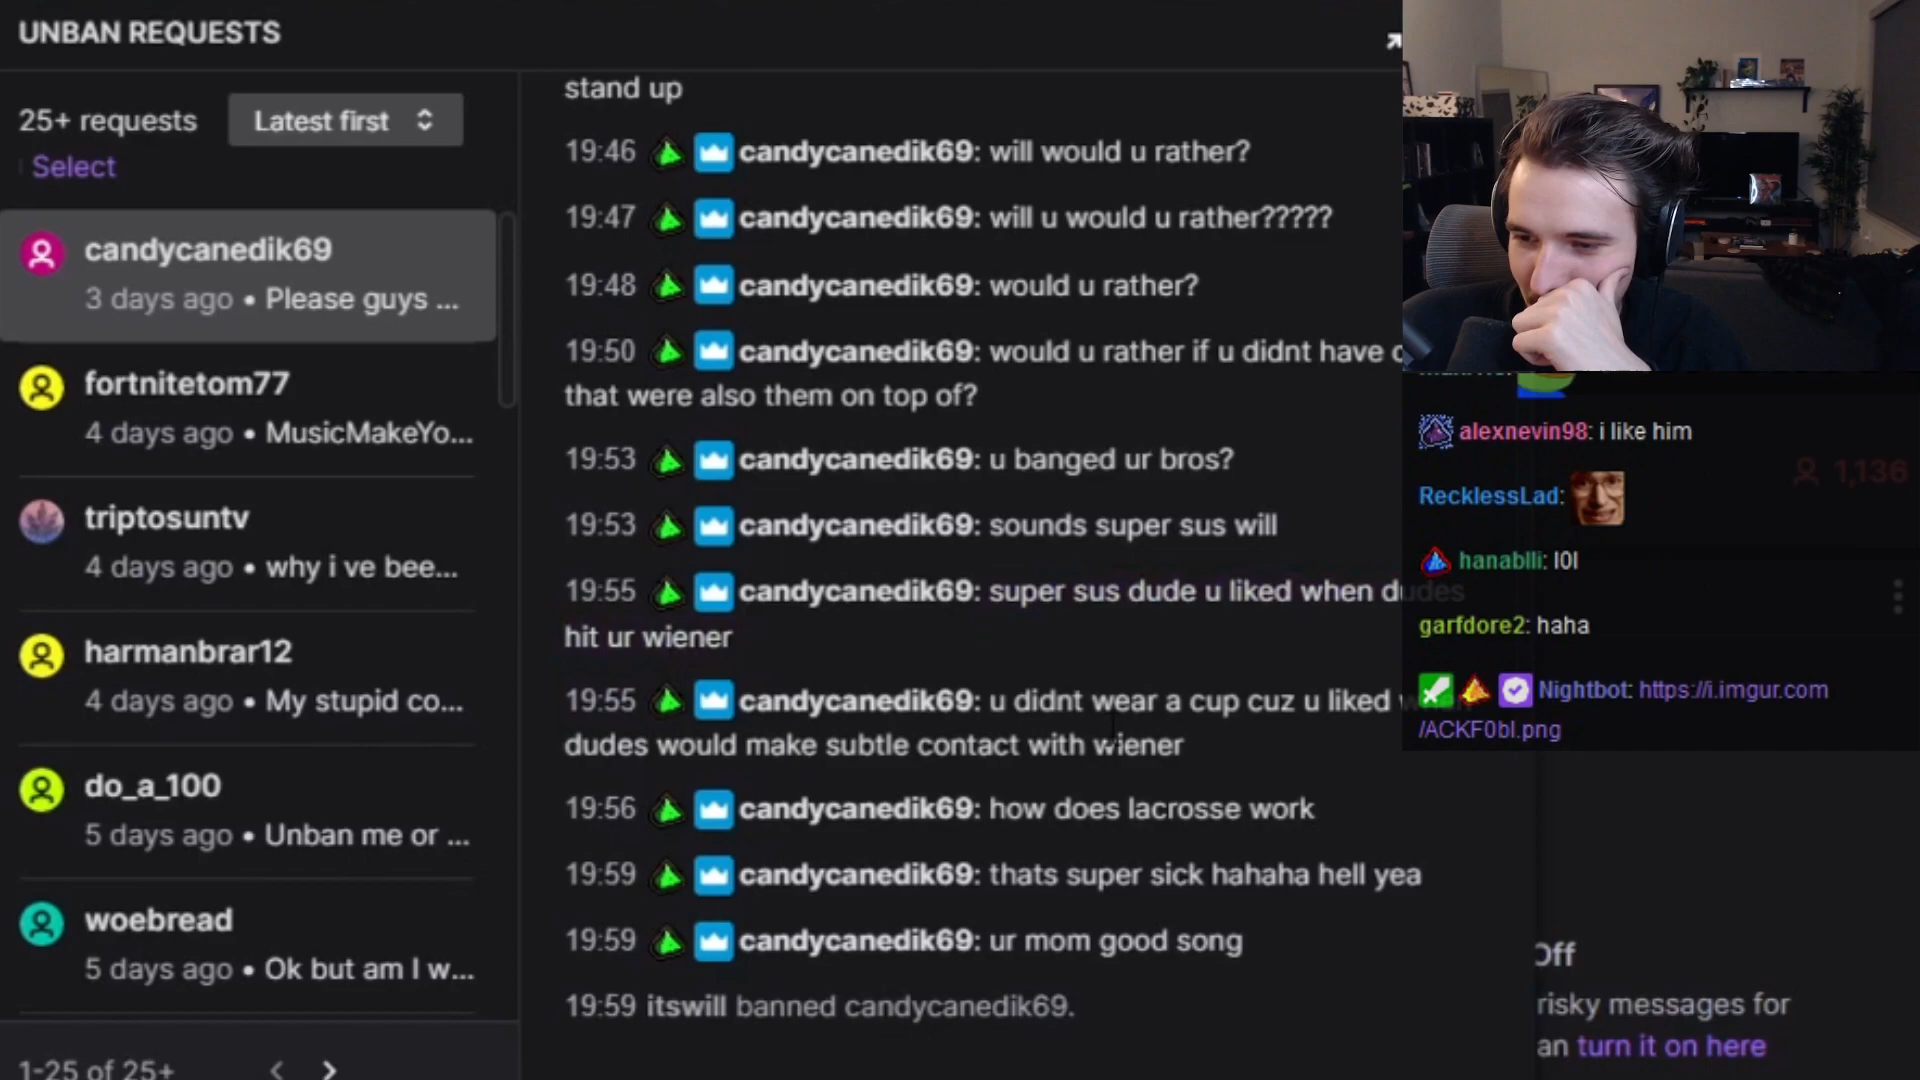 UNBAN REQUESTS
25+ requests
Latest first
Select
candycanedik69
3 days ago • Please guys ...
fortnitetom77
4 days ago • MusicMakeYo...
triptosuntv
4 days ago • why i ve bee...
harmanbrar12
4 days ago • My stupid co...
do_a_100
5 days ago • Unban me or ...
woebread
5 days ago • Ok but am I w...
1-25 of 25+
stand up
19:46 candycanedik69: will would u rather?
19:47 candycanedik69: will u would u rather?????
19:48 candycanedik69: would u rather?
19:50 candycanedik69: would u rather if u didnt have
that were also them on top of?
19:53 candycanedik69: u banged ur bros?
19:53 candycanedik69: sounds super sus will
19:55 candycanedik69: super sus dude u liked when dudes
hit ur wiener
19:55 candycanedik69: u didnt wear a cup cuz u liked when
dudes would make subtle contact with wiener
19:56 candycanedik69: how does lacrosse work
19:59 candycanedik69: thats super sick hahaha hell yea
19:59 candycanedik69: ur mom good song
19:59 itswill banned candycanedik69.
alexnevin98: i like him
1,136
RecklessLad:
hanablli: l0l
garfdore2: haha
Nightbot: https://i.imgur.com
/ACKF0bl.png
Off
risky messages for
an turn it on here